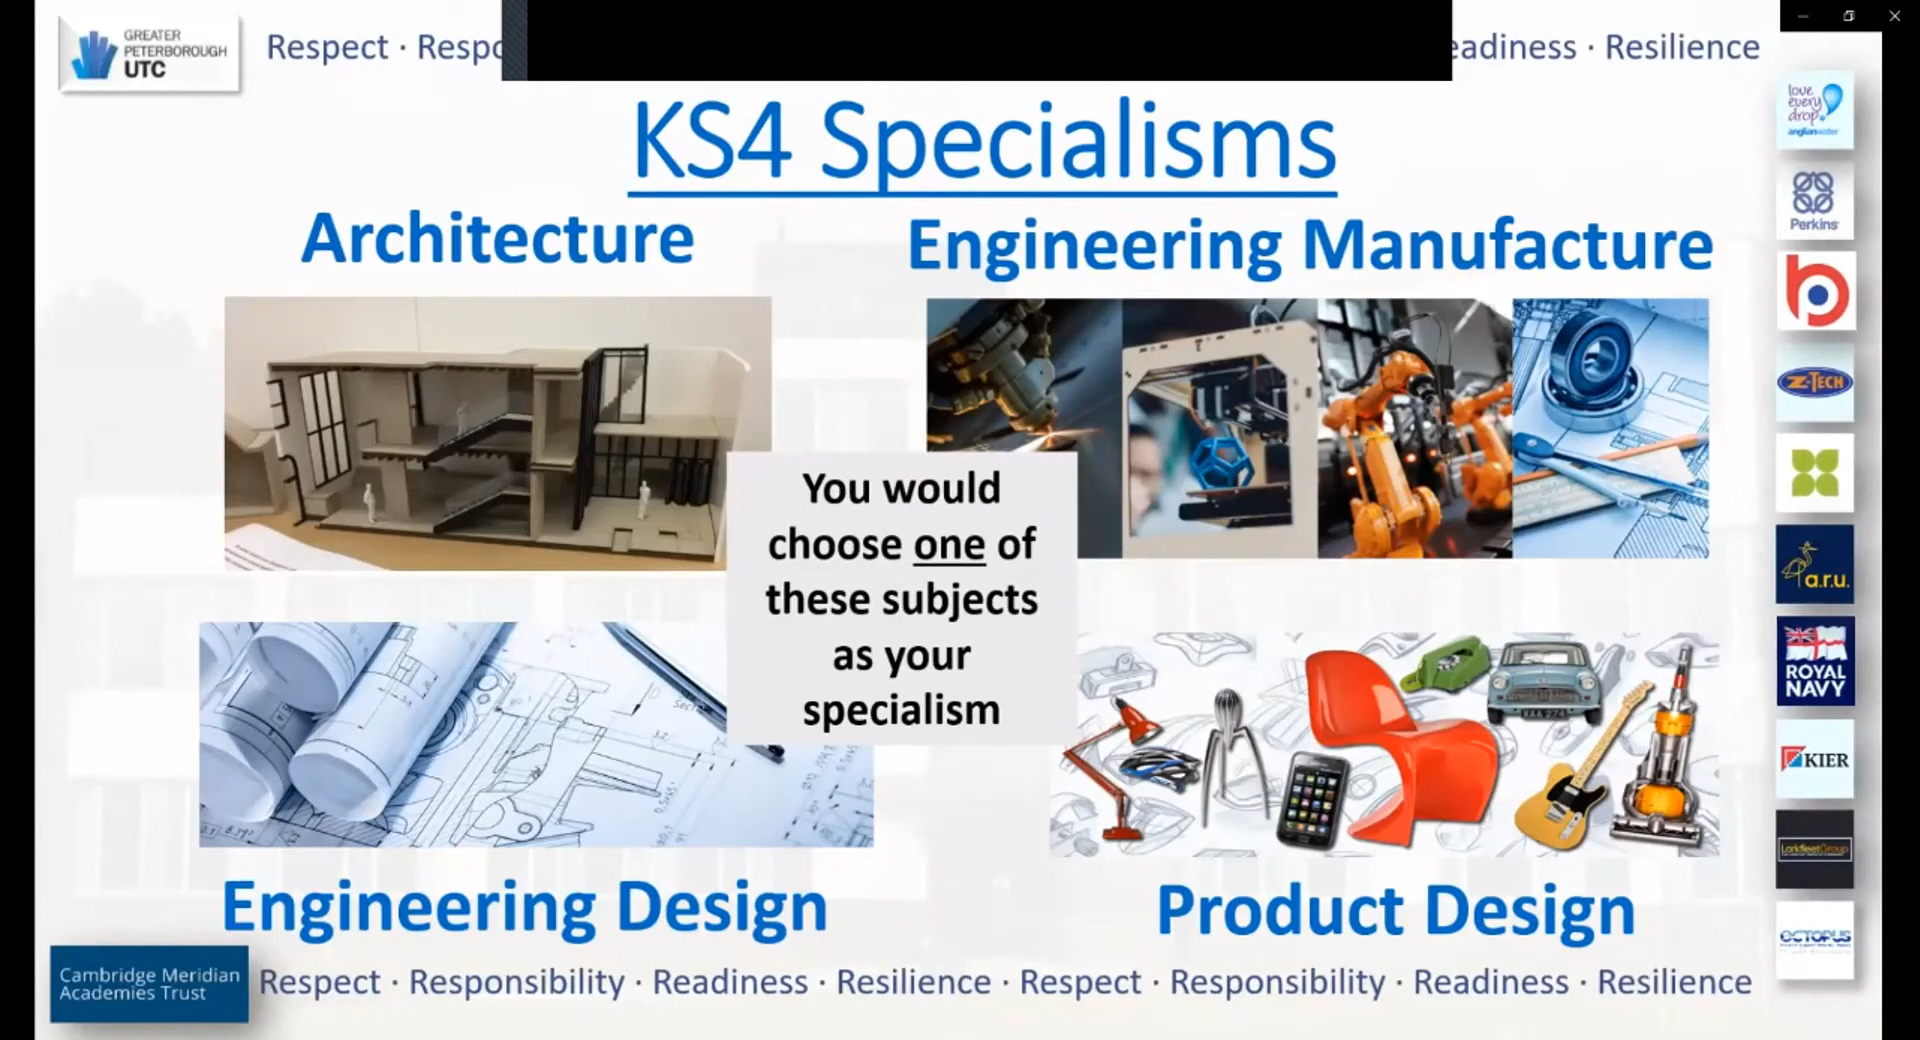 GREATER
PETERBOROUGH
UTC
Respect ·
eadiness · Resilience
KS4 Specialisms
Architecture
Engineering Manufacture
You would
choose one of
these subjects
as your
specialism
Engineering Design
Product Design
Cambridge Meridian
Academies Trust
Respect · Responsibility · Readiness · Resilience · Respect · Responsibility · Readiness · Resilience
love
every
drop
anglianwater
Perkins
b
Z-TECH
a.r.u.
ROYAL
NAVY
KIER
LarkfleetGroup
OCTOPUS